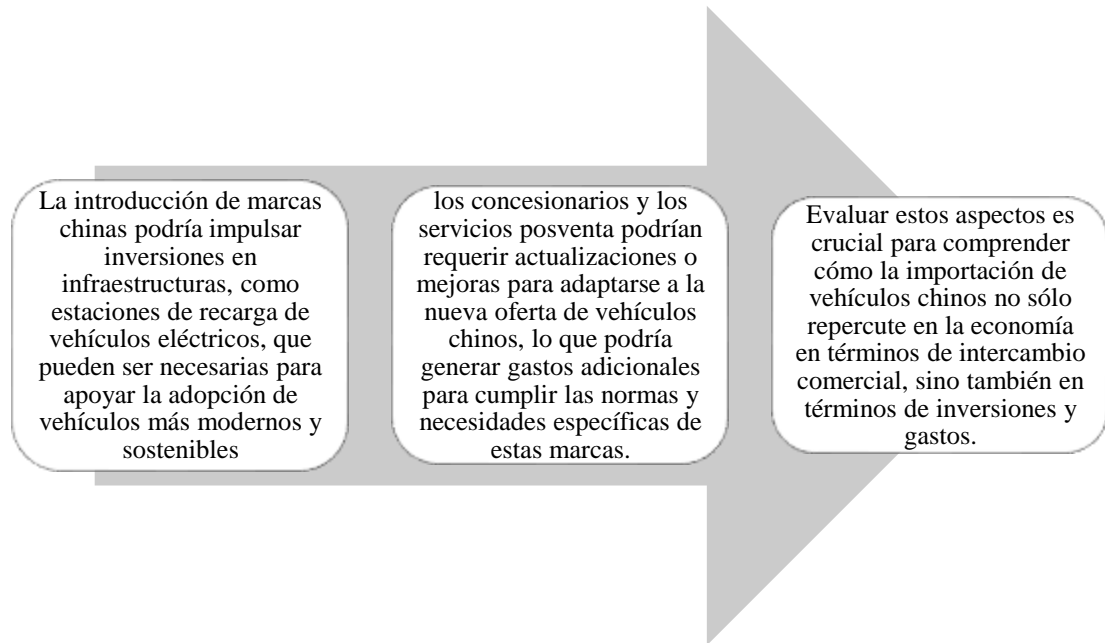 La introducción de marcas
chinas podría impulsar
inversiones en
infraestructuras, como
estaciones de recarga de
vehículos eléctricos, que
pueden ser necesarias para
apoyar la adopción de
vehículos más modernos y
sostenibles
los concesionarios y los
servicios posventa podrían
requerir actualizaciones o
mejoras para adaptarse a la
nueva oferta de vehículos
chinos, lo que podría
generar gastos adicionales
para cumplir las normas y
necesidades específicas de
estas marcas.
Evaluar estos aspectos es
crucial para comprender
cómo la importación de
vehículos chinos no sólo
repercute en la economía
en términos de intercambio
comercial, sino también en
términos de inversiones y
gastos.